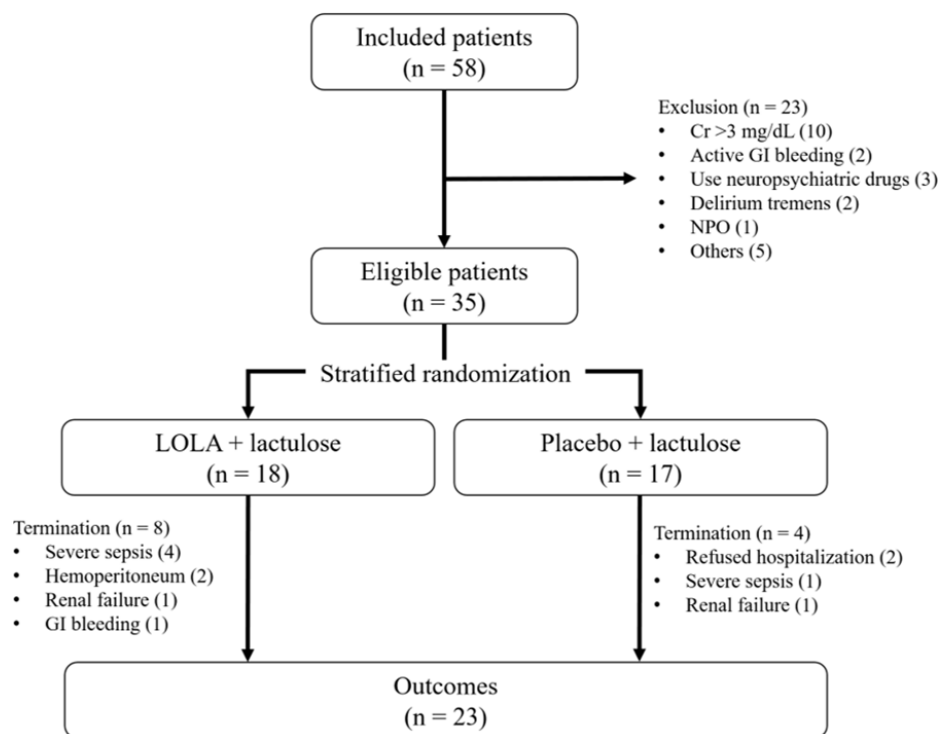 Included patients
(n = 58)
Exclusion (n = 23)
• Cr >3 mg/dL (10)
• Active GI bleeding (2)
• Use neuropsychiatric drugs (3)
• Delirium tremens (2)
• NPO (1)
• Others (5)
Eligible patients
(n = 35)
Stratified randomization
LOLA + lactulose
(n = 18)
Placebo + lactulose
(n = 17)
Termination (n = 8)
• Severe sepsis (4)
• Hemoperitoneum (2)
• Renal failure (1)
• GI bleeding (1)
Termination (n = 4)
• Refused hospitalization (2)
• Severe sepsis (1)
• Renal failure (1)
Outcomes
(n = 23)